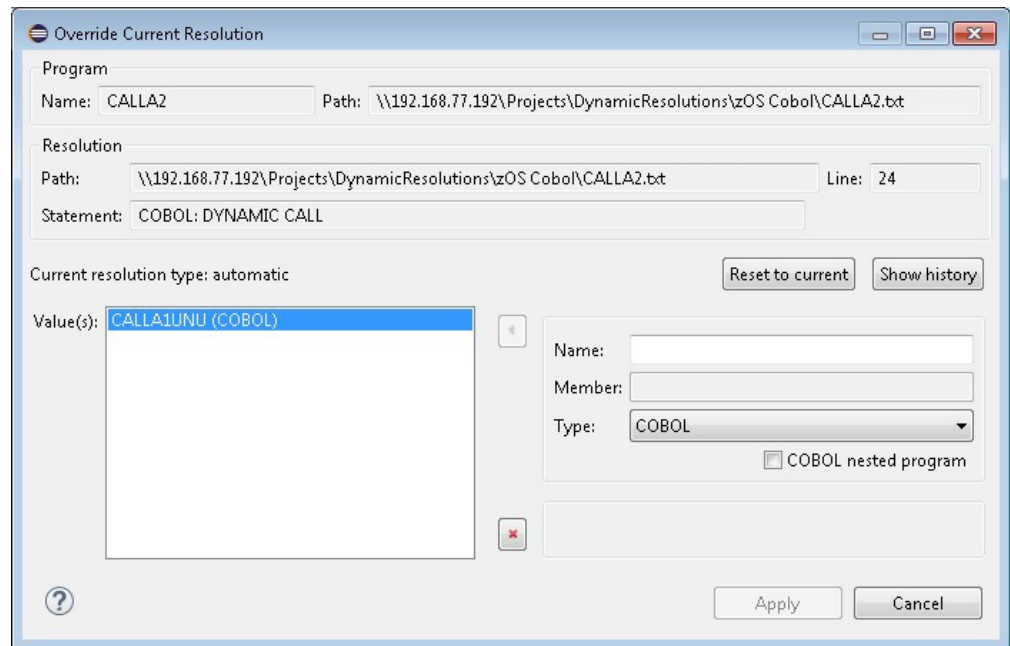 Override Current Resolution
Program
Name: CALLA2 Path: \\192.168.77.192\Projects\DynamicResolutions\zOS Cobol\CALLA2.txt
Resolution
Path: \\192.168.77.192\Projects\DynamicResolutions\zOS Cobol\CALLA2.txt Line: 24
Statement: COBOL: DYNAMIC CALL
Current resolution type: automatic Reset to current Show history
Value(s): CALLA1UNU (COBOL)
Name:
Member:
Type: COBOL
COBOL nested program
Apply Cancel